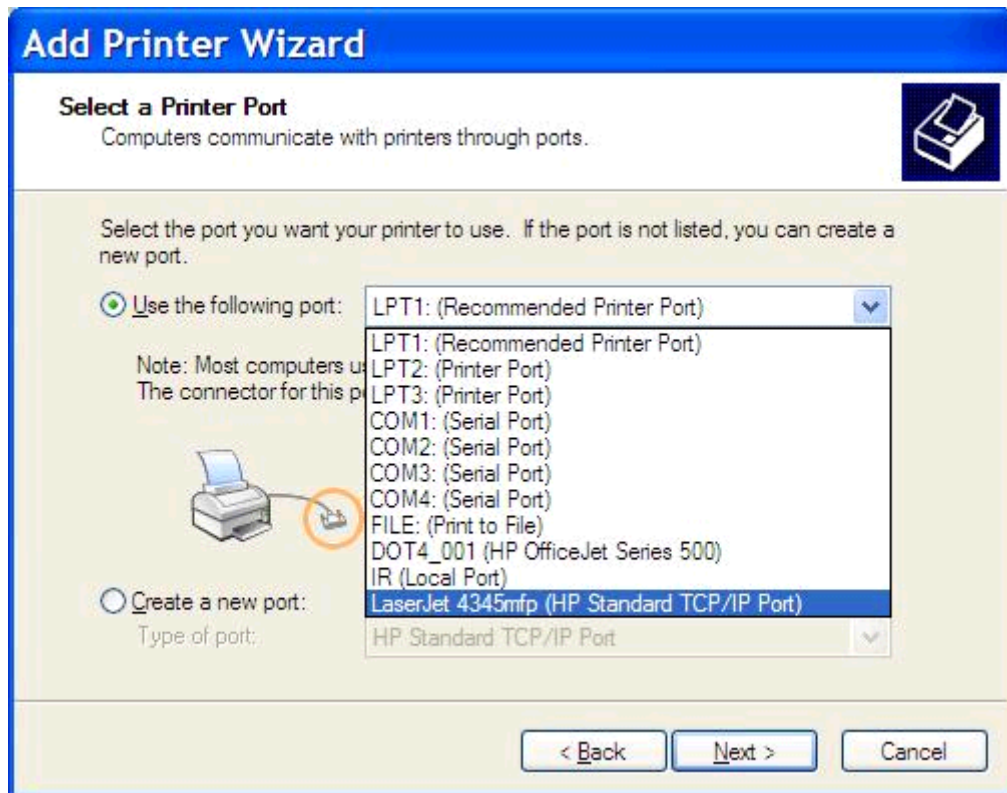 Add Printer Wizard
Select a Printer Port
Computers communicate with printers through ports.
Select the port you want your printer to use. If the port is not listed, you can create a
new port.
Use the following port: LPT1: (Recommended Printer Port)
LPT1: (Recommended Printer Port)
Note: Most computers
LPT2: (Printer Port)
The connector for this
LPT3: (Printer Port)
COM1: (Serial Port)
COM2: (Serial Port)
COM3: (Serial Port)
COM4: (Serial Port)
FILE: (Print to File)
DOT4_001 (HP OfficeJet Series 500)
IR (Local Port)
Create a new port: LaserJet 4345mfp (HP Standard TCP/IP Port)
Type of port: HP Standard TCP/IP Port
< Back Next > Cancel